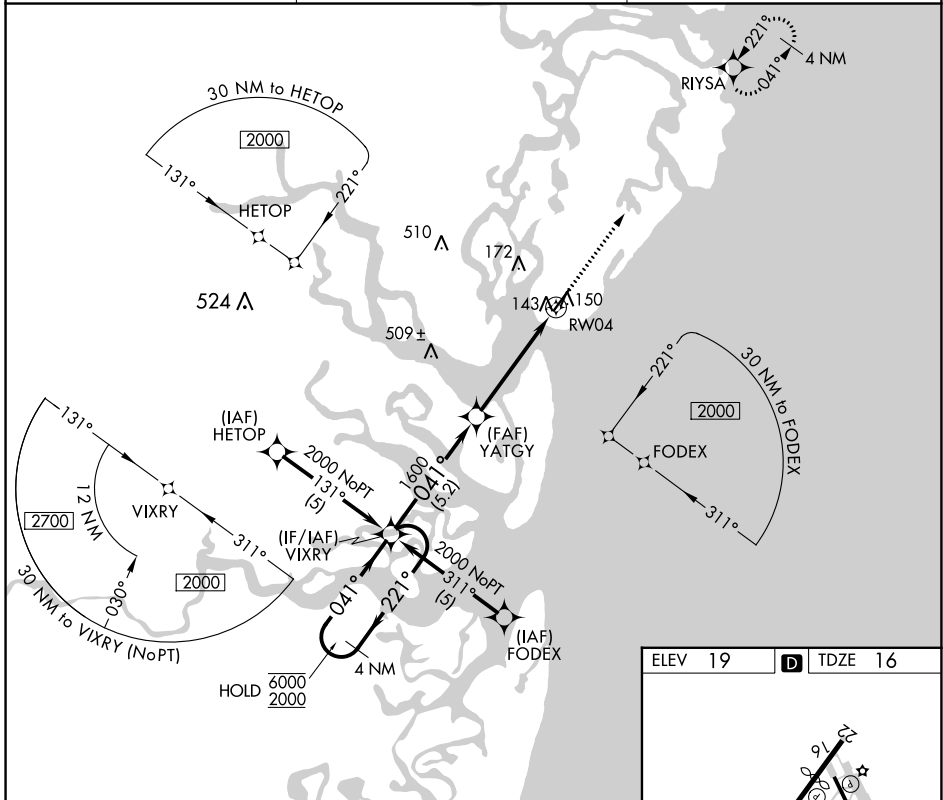 221°
041°
4 NM
RIYSA
30 NM to HETOP
2000
131°
221°
HETOP
510
172
524
143
150
RW04
509 ±
221°
30 NM to FODEX
2000
FODEX
311°
(IAF)
HETOP
2000 NoPT
131°
(5)
(FAF)
YATGY
1600
041°
(5.2)
131°
12 NM
VIXRY
2700
311°
2000
030°
30 NM to VIXRY (NoPT)
(IF/IAF)
VIXRY
2000 NoPT
311°
(5)
041°
221°
(IAF)
FODEX
4 NM
HOLD 6000
2000
ELEV 19 D TDZE 16
22
16
P
P